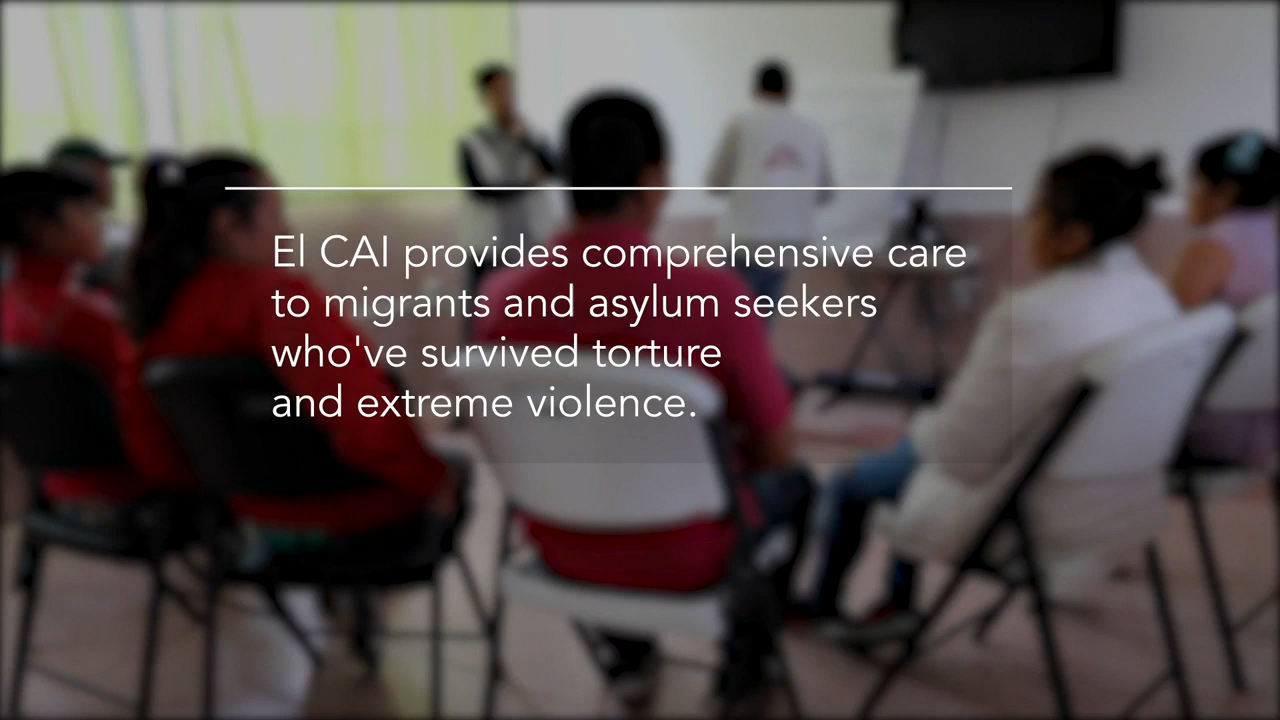 El CAI provides comprehensive care
to migrants and asylum seekers
who've survived torture
and extreme violence.